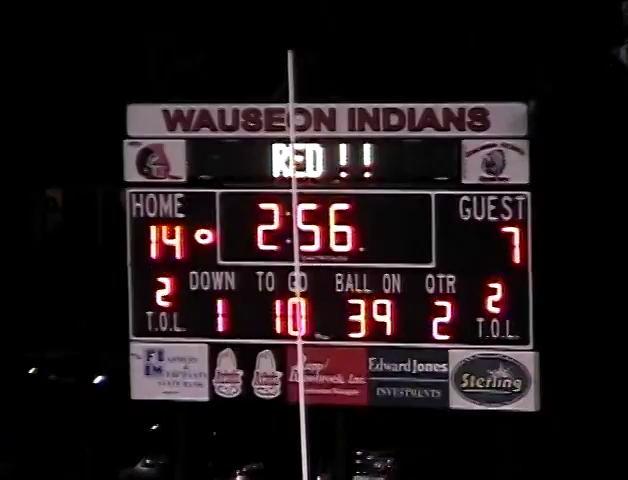 WAUSEON INDIANS
RED!!
HOME 2:56 GUEST
14 7
DOWN TO GO BALL ON QTR
2 1 10 39 2 2
T.O.L. T.O.L.
Edward Jones
INVESTMENTS
Sterling